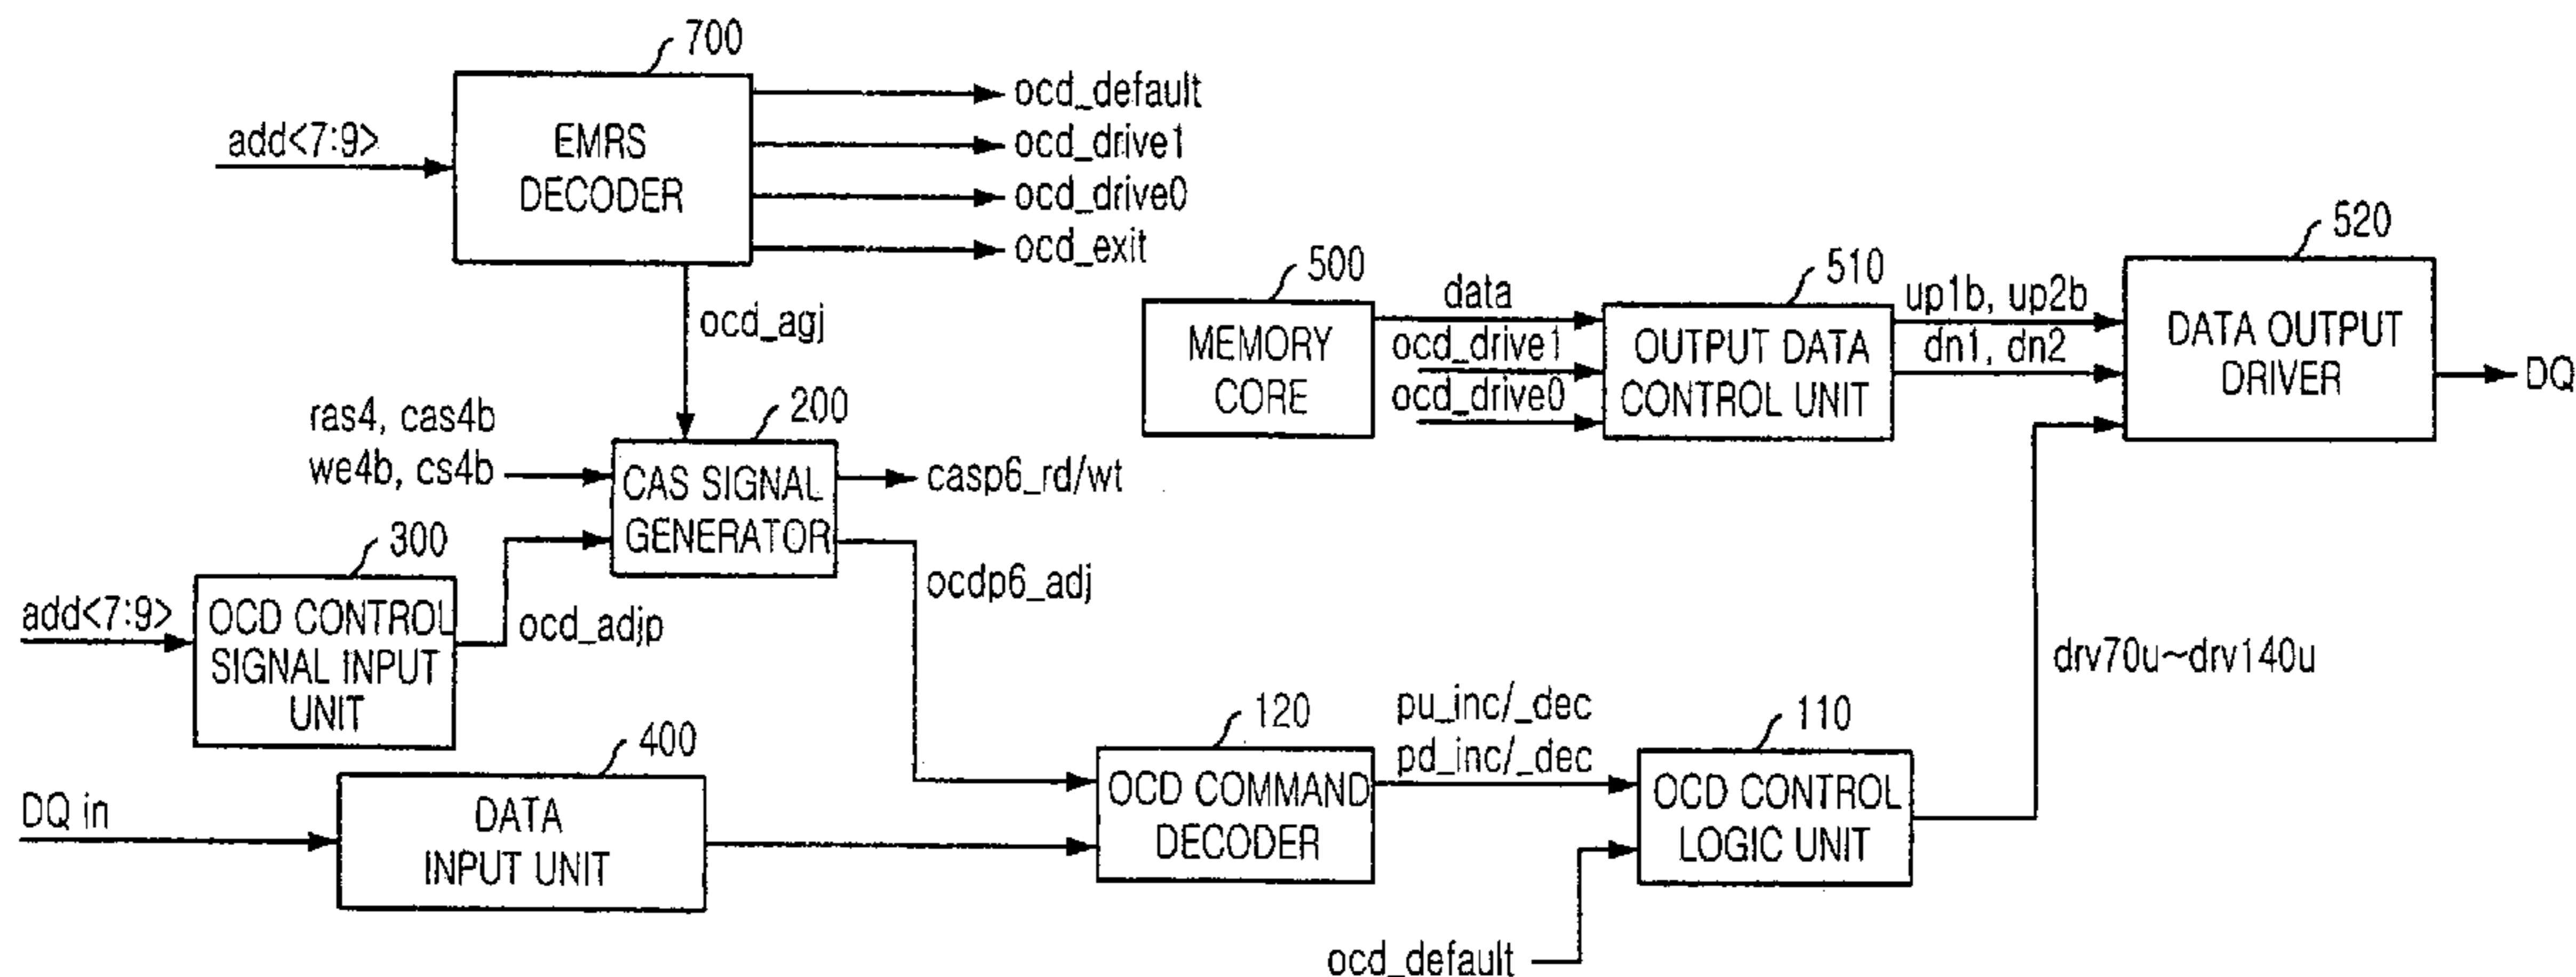 700
EMRS
DECODER
add<7:9>
ocd_default
ocd_drive1
ocd_drive0
ocd_exit
ocd_agj
500
MEMORY
CORE
data
ocd_drive1
ocd_drive0
510
OUTPUT DATA
CONTROL UNIT
up1b, up2b
dn1, dn2
520
DATA OUTPUT
DRIVER
DQ
ras4, cas4b
we4b, cs4b
200
CAS SIGNAL
GENERATOR
casp6_rd/wt
ocdp6_adj
300
add<7:9>
OCD CONTROL
SIGNAL INPUT
UNIT
ocd_adjp
400
DQ in
DATA
INPUT UNIT
120
OCD COMMAND
DECODER
pu_inc/_dec
pd_inc/_dec
110
OCD CONTROL
LOGIC UNIT
drv70u~drv140u
ocd_default